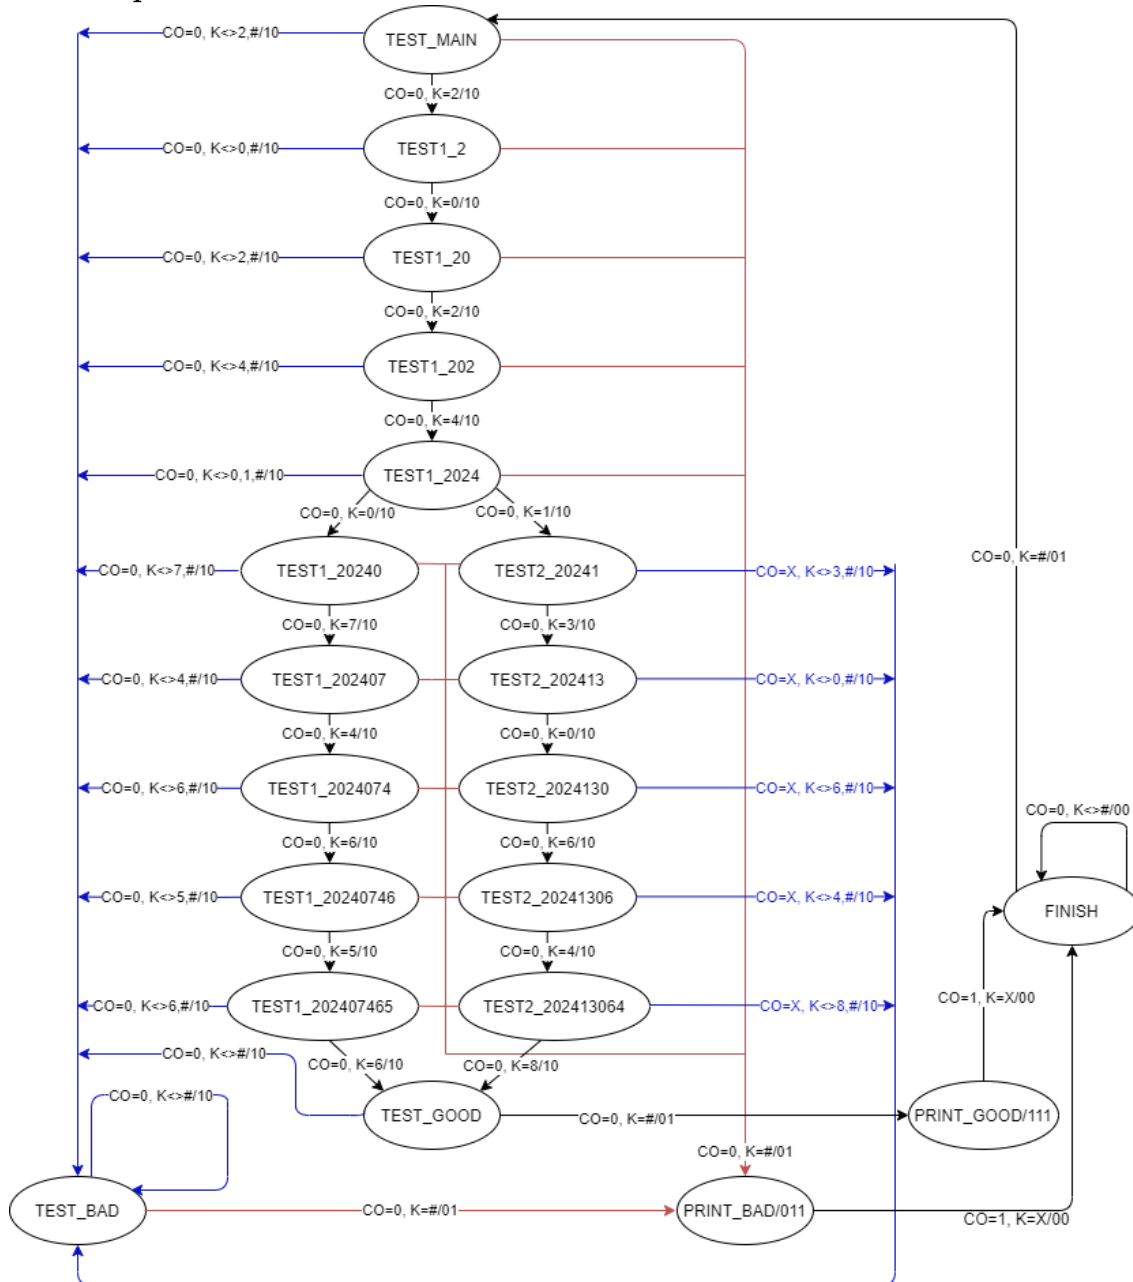 CO=0, K<>2,#/10
TEST_MAIN
CO=0, K=2/10
CO=0, K<>0,#/10
TEST1_2
CO=0, K=0/10
CO=0, K<>2,#/10
TEST1_20
CO=0, K=2/10
CO=0, K<>4,#/10
TEST1_202
CO=0, K=4/10
CO=0, K<>0,1,#/10
TEST1_2024
CO=0, K=0/10
CO=0, K=1/10
CO=0, K=#/01
CO=0, K<>7,#/10
TEST1_20240
TEST2_20241
CO=X, K<>3,#/10
CO=0, K=7/10
CO=0, K=3/10
CO=0, K<>4,#/10
TEST1_202407
TEST2_202413
CO=X, K<>0,#/10
CO=0, K=4/10
CO=0, K=0/10
CO=0, K<>6,#/10
TEST1_2024074
TEST2_2024130
CO=X, K<>6,#/10
CO=0, K<>#/00
CO=0, K=6/10
CO=0, K=6/10
CO=0, K<>5,#/10
TEST1_20240746
TEST2_20241306
CO=X, K<>4,#/10
FINISH
CO=0, K=5/10
CO=0, K=4/10
CO=1, K=X/00
CO=0, K<>6,#/10
TEST1_202407465
TEST2_202413064
CO=X, K<>8,#/10
CO=0, K<>#/10
CO=0, K=6/10
CO=0, K=8/10
CO=0, K<>#/10
TEST_GOOD
CO=0, K=#/01
PRINT_GOOD/111
CO=0, K=#/01
TEST_BAD
CO=0, K=#/01
PRINT_BAD/011
CO=1, K=X/00